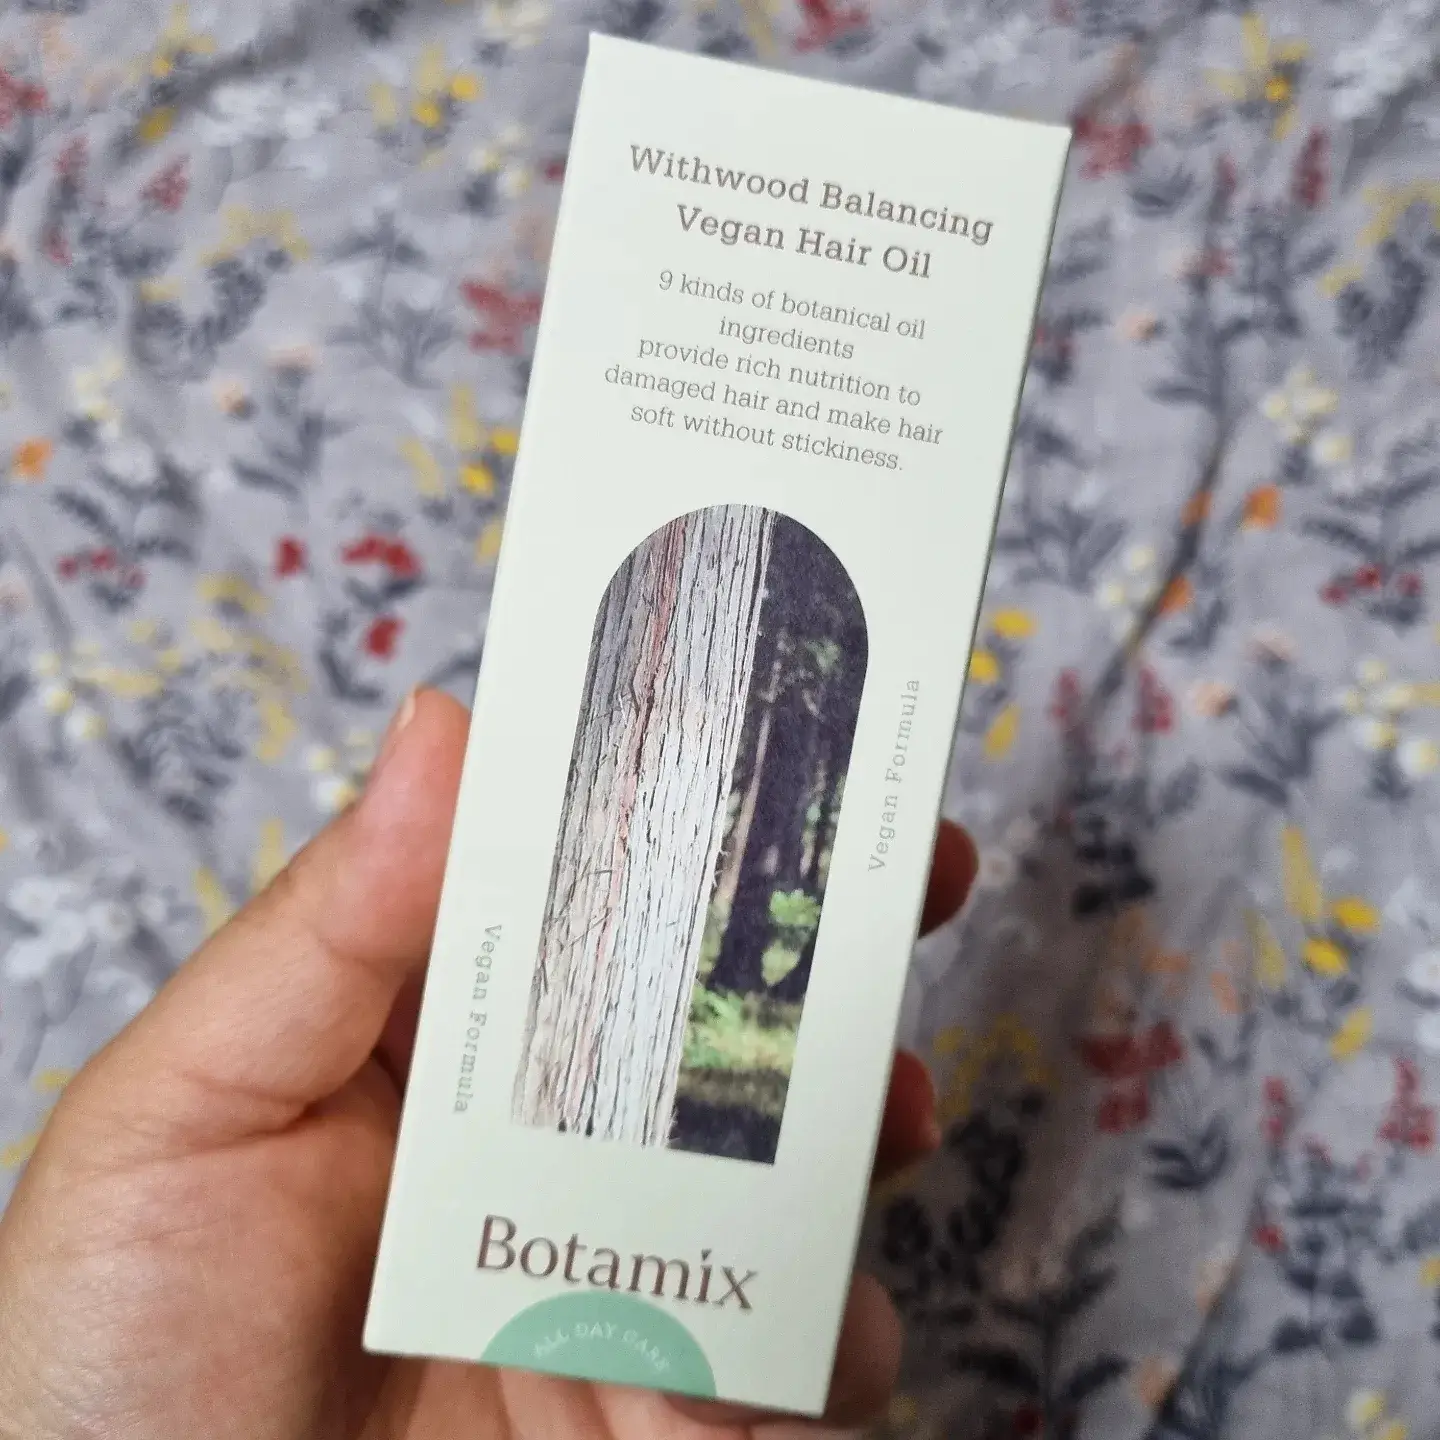 Withwood Balancing
Vegan Hair Oil
9 kinds of botanical oil
ingredients
provide rich nutrition to
damaged hair and make hair
soft without stickiness.
Vegan Formula
Vegan Formula
Botamix
ALL DAY CARE